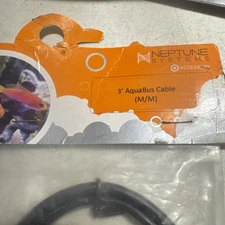 NEPTUNE
SYSTEMS
3' AquaBus Cable
(M/M)